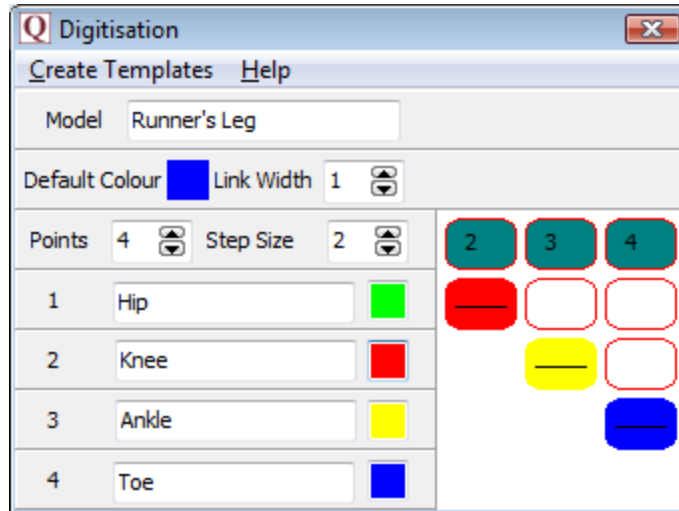 Q Digitisation
Create Templates Help
Model Runner's Leg
Default Colour Link Width 1
Points 4 Step Size 2 2 3 4
1 Hip
2 Knee
3 Ankle
4 Toe